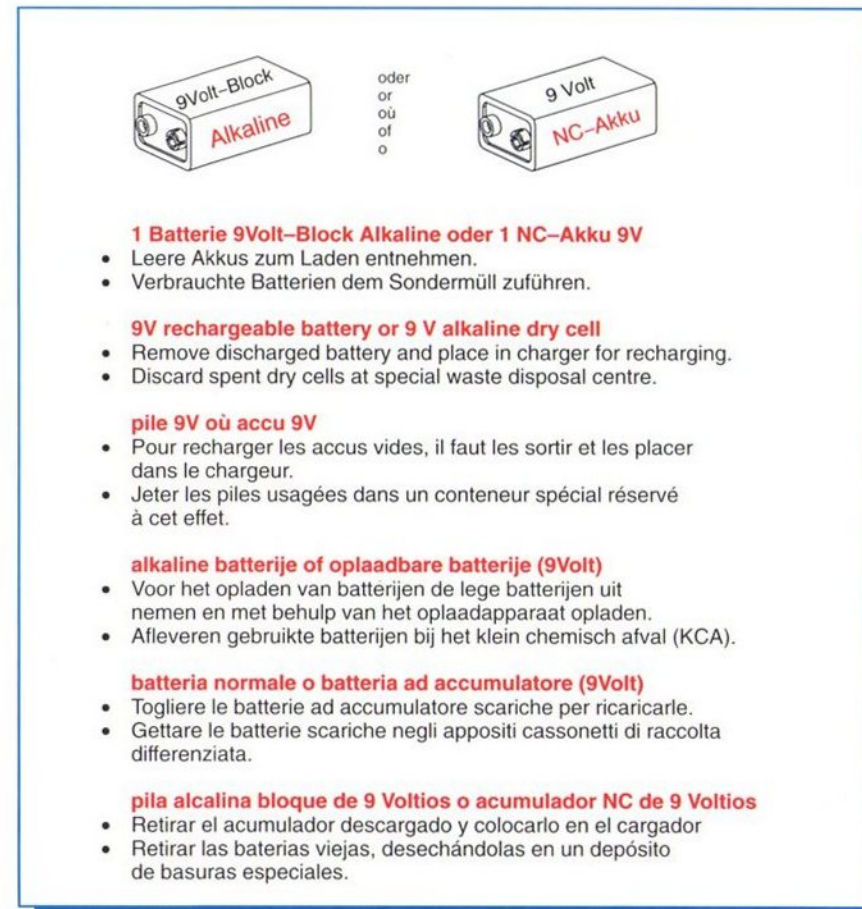 9Volt–Block
Alkaline
oder
or
où
of
o
9 Volt
NC–Akku
1 Batterie 9Volt–Block Alkaline oder 1 NC–Akku 9V
• Leere Akkus zum Laden entnehmen.
• Verbrauchte Batterien dem Sondermüll zuführen.
9V rechargeable battery or 9 V alkaline dry cell
• Remove discharged battery and place in charger for recharging.
• Discard spent dry cells at special waste disposal centre.
pile 9V où accu 9V
• Pour recharger les accus vides, il faut les sortir et les placer
dans le chargeur.
• Jeter les piles usagées dans un conteneur spécial réservé
à cet effet.
alkaline batterije of oplaadbare batterije (9Volt)
• Voor het opladen van batterijen de lege batterijen uit
nemen en met behulp van het oplaadapparaat opladen.
• Afleveren gebruikte batterijen bij het klein chemisch afval (KCA).
batteria normale o batteria ad accumulatore (9Volt)
• Togliere le batterie ad accumulatore scariche per ricaricarle.
• Gettare le batterie scariche negli appositi cassonetti di raccolta
differenziata.
pila alcalina bloque de 9 Voltios o acumulador NC de 9 Voltios
• Retirar el acumulador descargado y colocarlo en el cargador
• Retirar las baterias viejas, desechándolas en un depósito
de basuras especiales.